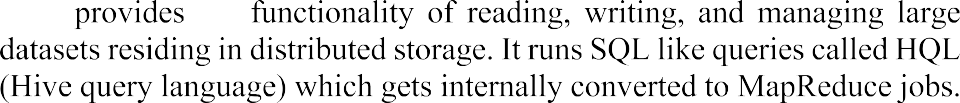 provides functionality of reading, writing, and managing large
datasets residing in distributed storage. It runs SQL like queries called HQL
(Hive query language) which gets internally converted to MapReduce jobs.